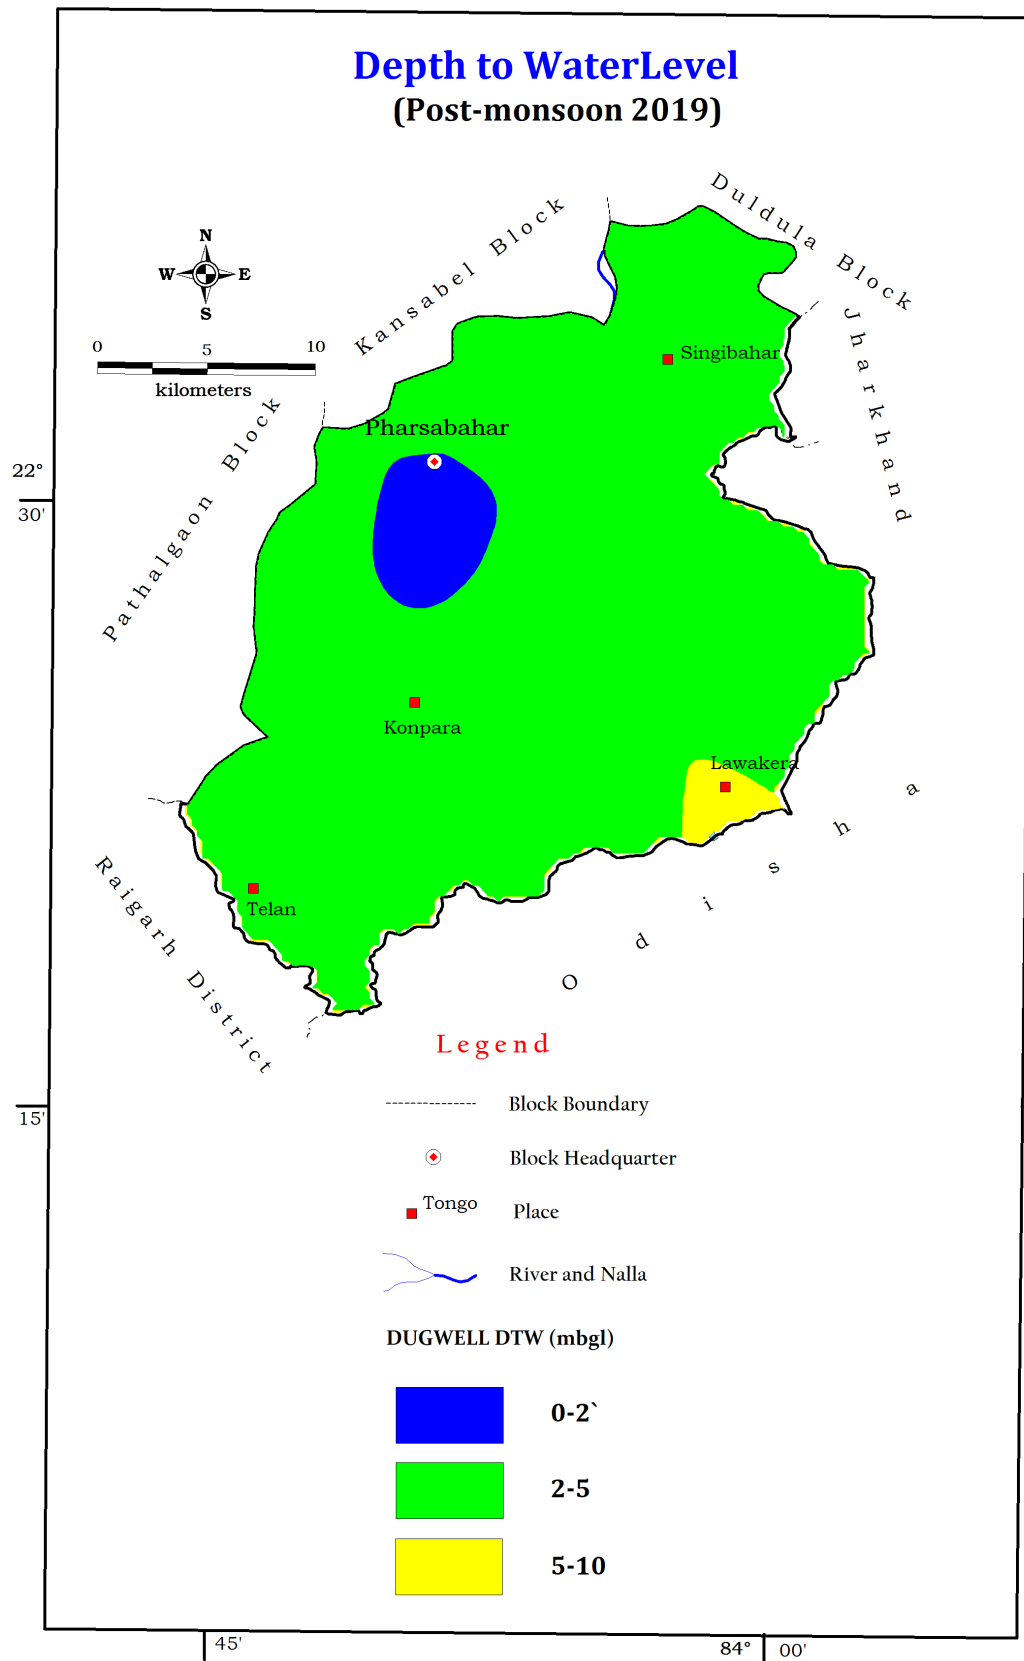 Depth to WaterLevel
(Post-monsoon 2019)
Duldula Block
Kansabel Block
N
W E
S
Jharkhand
0 5 10
kilometers
Singibahar
Pathalgaon Block
Pharsabahar
22°
30'
Konpara
Lawakera
Odisha
Raigarh District
Telan
Legend
Block Boundary
Block Headquarter
Tongo
Place
River and Nalla
15'
DUGWELL DTW (mbgl)
0-2`
2-5
5-10
45'
84° 00'